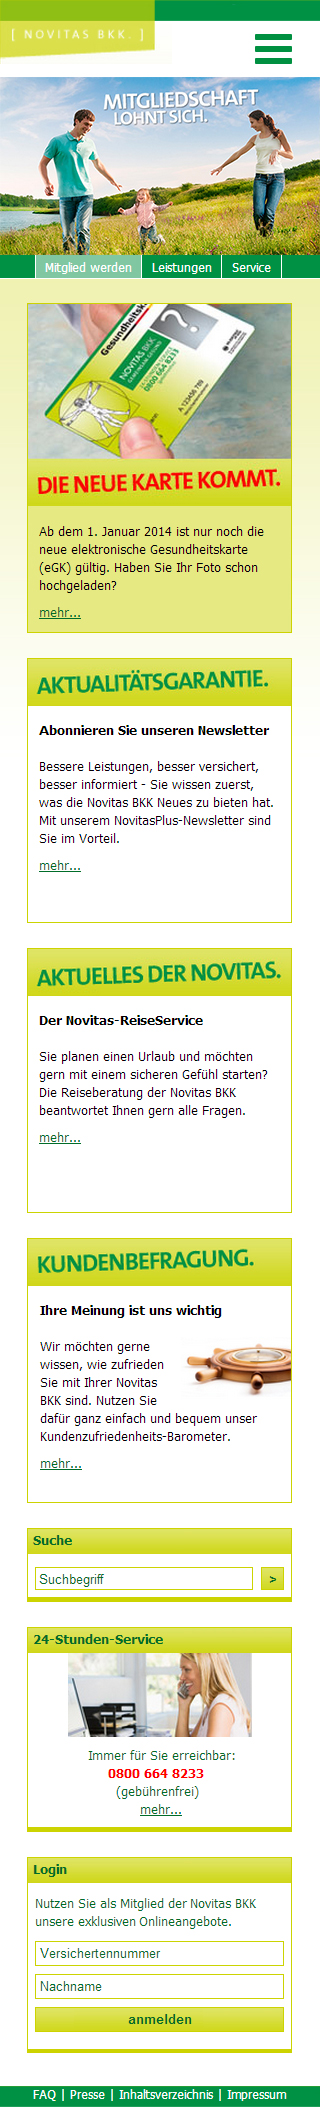 [ NOVITAS BKK. ]
MITGLIEDSCHAFT
LOHNT SICH.
Mitglied werden
Leistungen
Service
Gesundheitsk
?
NOVITAS BKK
0800 664 8233
A 123456789
DIE NEUE KARTE KOMMT.
Ab dem 1. Januar 2014 ist nur noch die
neue elektronische Gesundheitskarte
(eGK) gültig. Haben Sie Ihr Foto schon
hochgeladen?
mehr...
AKTUALITÄTSGARANTIE.
Abonnieren Sie unseren Newsletter
Bessere Leistungen, besser versichert,
besser informiert - Sie wissen zuerst,
was die Novitas BKK Neues zu bieten hat.
Mit unserem NovitasPlus-Newsletter sind
Sie im Vorteil.
mehr...
AKTUELLES DER NOVITAS.
Der Novitas-ReiseService
Sie planen einen Urlaub und möchten
gern mit einem sicheren Gefühl starten?
Die Reiseberatung der Novitas BKK
beantwortet Ihnen gern alle Fragen.
mehr...
KUNDENBEFRAGUNG.
Ihre Meinung ist uns wichtig
Wir möchten gerne
wissen, wie zufrieden
Sie mit Ihrer Novitas
BKK sind. Nutzen Sie
dafür ganz einfach und bequem unser
Kundenzufriedenheits-Barometer.
mehr...
Suche
Suchbegriff >
24-Stunden-Service
Immer für Sie erreichbar:
0800 664 8233
(gebührenfrei)
mehr...
Login
Nutzen Sie als Mitglied der Novitas BKK
unsere exklusiven Onlineangebote.
Versichertennummer
Nachname
anmelden
FAQ | Presse | Inhaltsverzeichnis | Impressum